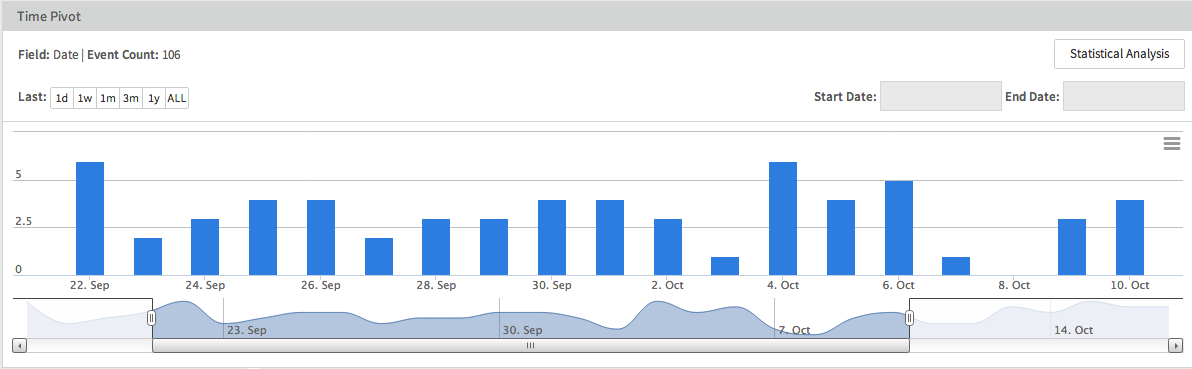 Time Pivot
Field: Date | Event Count: 106
Statistical Analysis
Last: 1d 1w 1m 3m 1y ALL
Start Date: End Date:
5
2.5
0
22. Sep 24. Sep 26. Sep 28. Sep 30. Sep 2. Oct 4. Oct 6. Oct 8. Oct 10. Oct
23. Sep 30. Sep 7. Oct 14. Oct